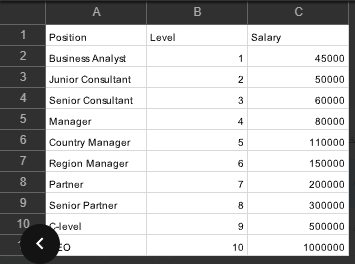 A B C
1 Position Level Salary
2 Business Analyst 1 45000
3 Junior Consultant 2 50000
4 Senior Consultant 3 60000
5 Manager 4 80000
6 Country Manager 5 110000
7 Region Manager 6 150000
8 Partner 7 200000
9 Senior Partner 8 300000
10 C-level 9 500000
EO 10 1000000